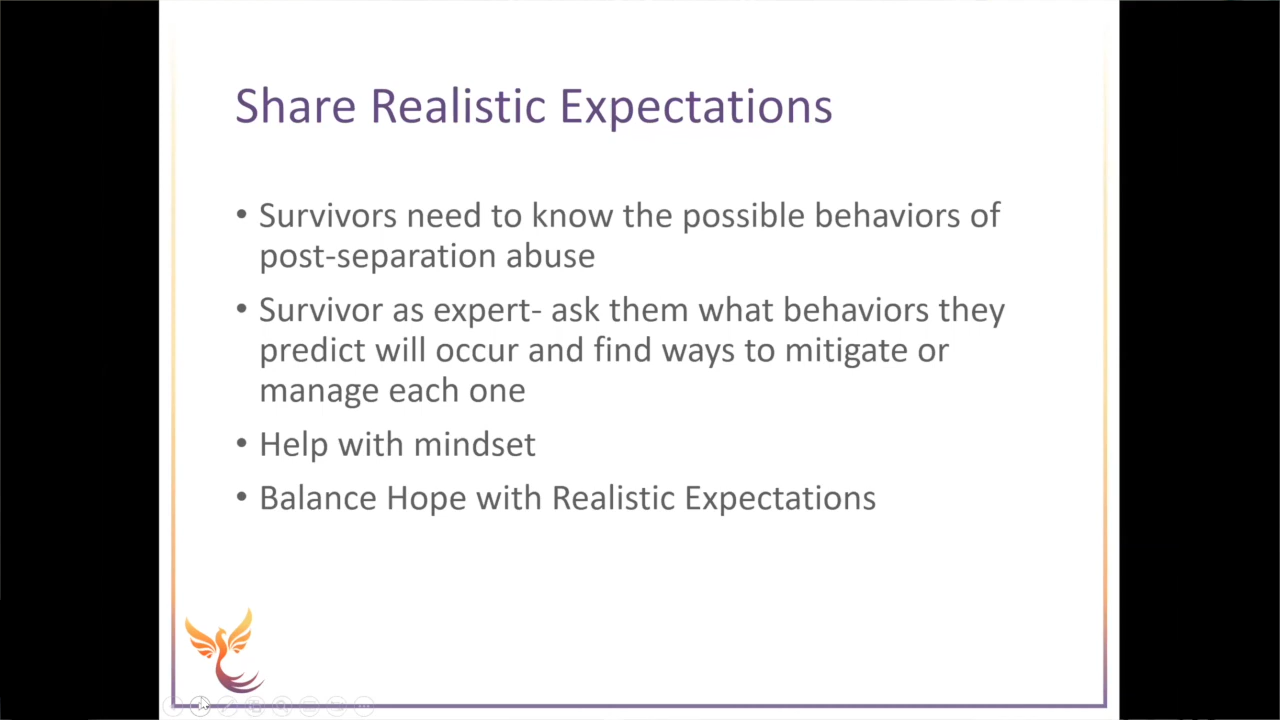 Share Realistic Expectations
• Survivors need to know the possible behaviors of
post-separation abuse
• Survivor as expert- ask them what behaviors they
predict will occur and find ways to mitigate or
manage each one
• Help with mindset
• Balance Hope with Realistic Expectations